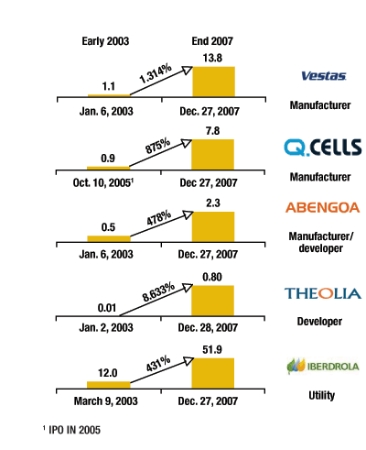 Early 2003 End 2007
1.314%
13.8
1.1
Vestas
Jan. 6, 2003 Dec. 27, 2007
Manufacturer
875%
7.8
0.9
Q.CELLS
Oct. 10, 2005¹ Dec 27, 2007
Manufacturer
478%
2.3
0.5
ABENGOA
Jan. 6, 2003 Dec. 27, 2007
Manufacturer/
developer
8.633%
0.80
0.01
THEOLIA
Jan. 2, 2003 Dec. 28, 2007
Developer
431%
51.9
12.0
IBERDROLA
March 9, 2003 Dec. 27, 2007
Utility
¹ IPO IN 2005